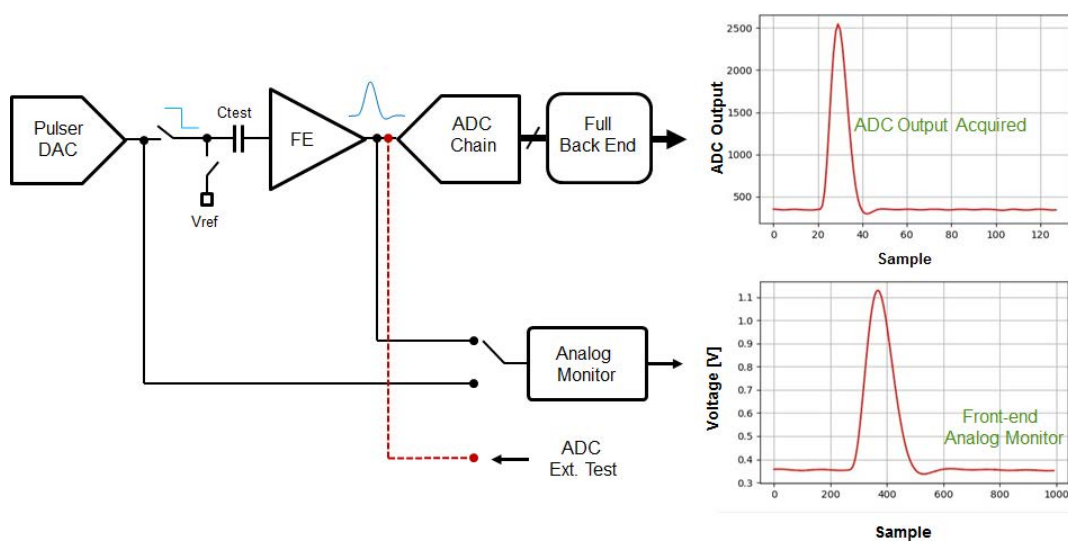 Pulser
DAC
Ctest
Vref
FE
ADC
Chain
Full
Back End
Analog
Monitor
ADC
Ext. Test
2500
2000
1500
1000
500
ADC Output
ADC Output Acquired
0 20 40 60 80 100 120
Sample
1.1
1.0
0.9
0.8
0.7
0.6
0.5
0.4
0.3
Voltage [V]
Front-end
Analog Monitor
0 200 400 600 800 1000
Sample